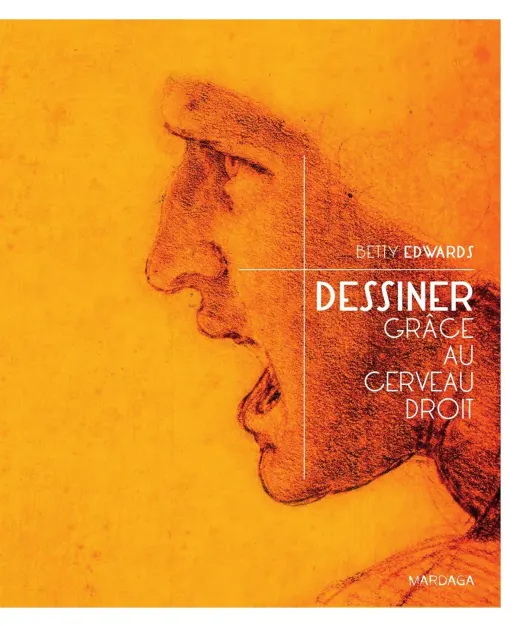 BETTY EDWARDS
DESSINER
GRÂCE
AU
CERVEAU
DROIT
MARDAGA